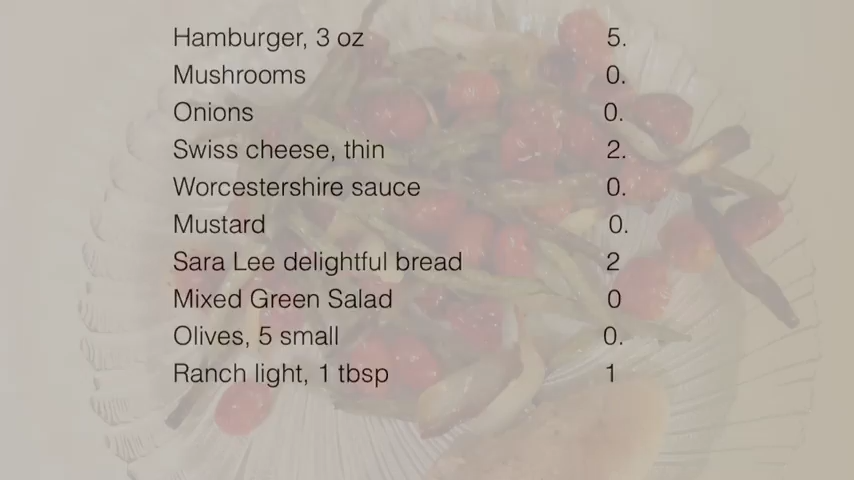 Hamburger, 3 oz 5.
Mushrooms 0.
Onions 0.
Swiss cheese, thin 2.
Worcestershire sauce 0.
Mustard 0.
Sara Lee delightful bread 2
Mixed Green Salad 0
Olives, 5 small 0.
Ranch light, 1 tbsp 1